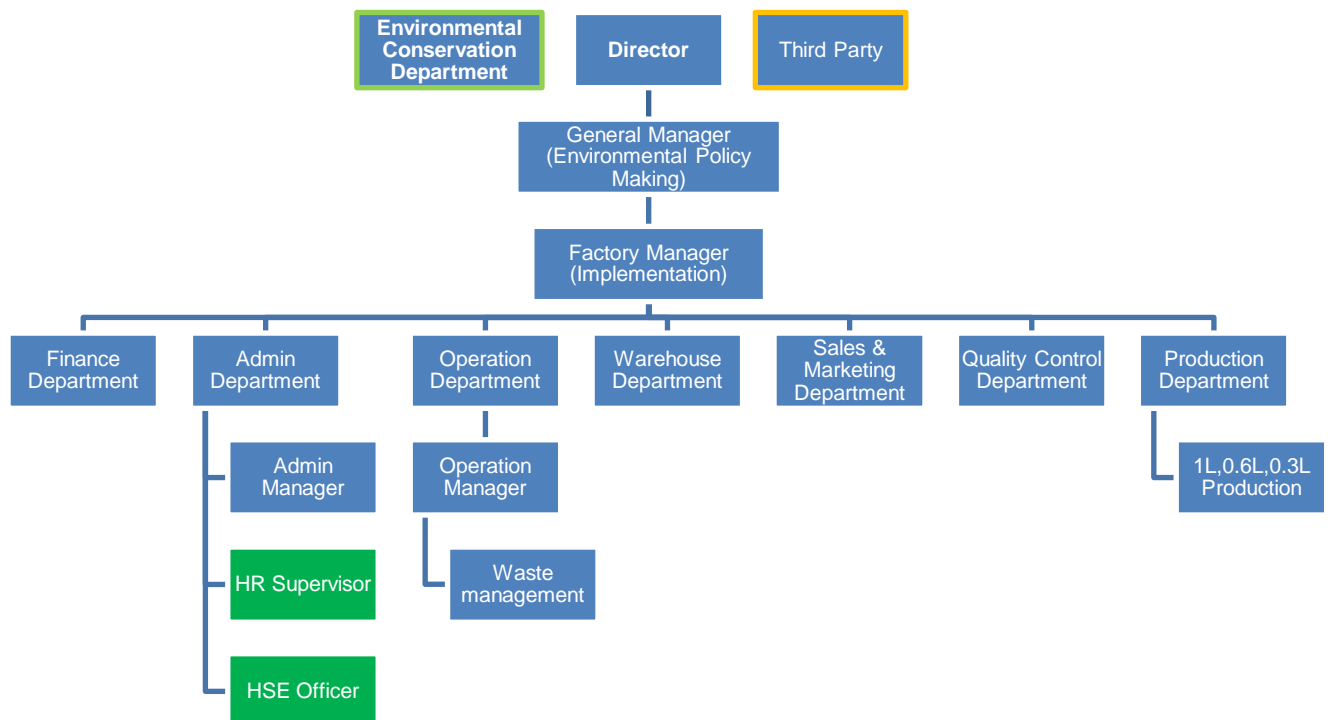 Environmental
Conservation
Department
Director
Third Party
General Manager
(Environmental Policy
Making)
Factory Manager
(Implementation)
Finance
Department
Admin
Department
Operation
Department
Warehouse
Department
Sales &
Marketing
Department
Quality Control
Department
Production
Department
Admin
Manager
Operation
Manager
1L,0.6L,0.3L
Production
HR Supervisor
Waste
management
HSE Officer